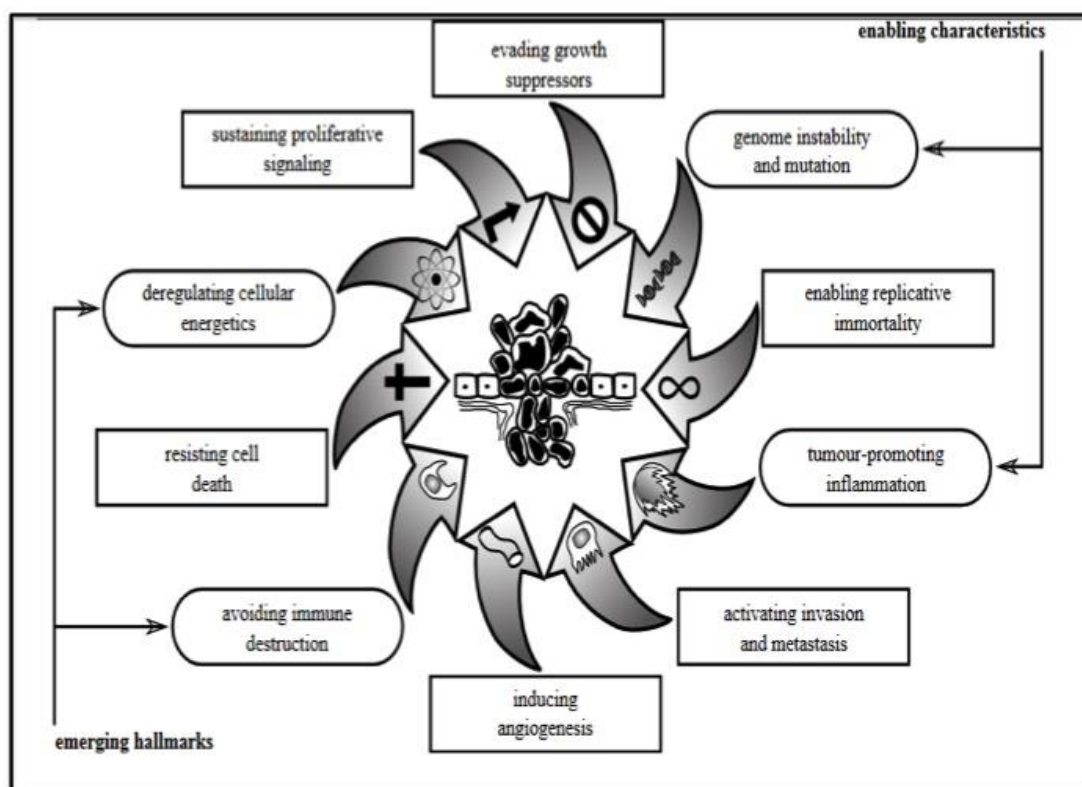 enabling characteristics
evading growth
suppressors
sustaining proliferative
signaling
genome instability
and mutation
deregulating cellular
energetics
enabling replicative
immortality
resisting cell
death
tumour-promoting
inflammation
avoiding immune
destruction
activating invasion
and metastasis
inducing
angiogenesis
emerging hallmarks